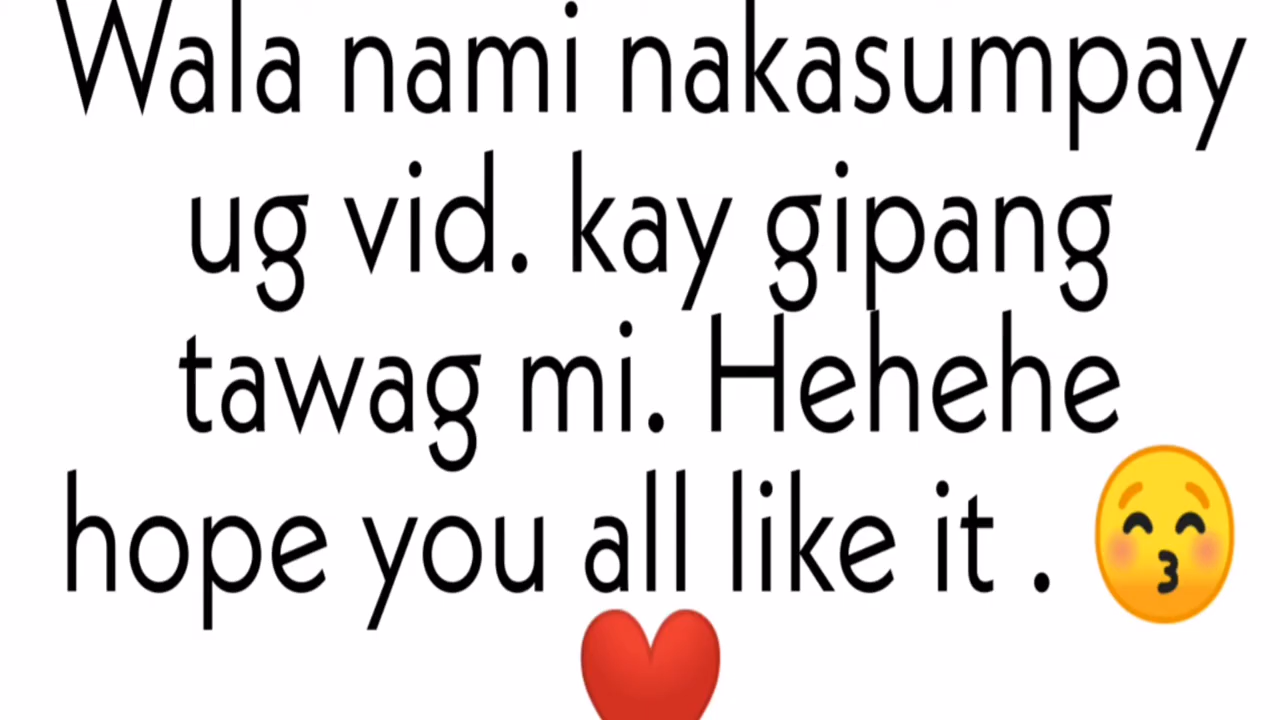 Wala nami nakasumpay
ug vid. kay gipang
tawag mi. Hehehe
hope you all like it . 😚
❤️